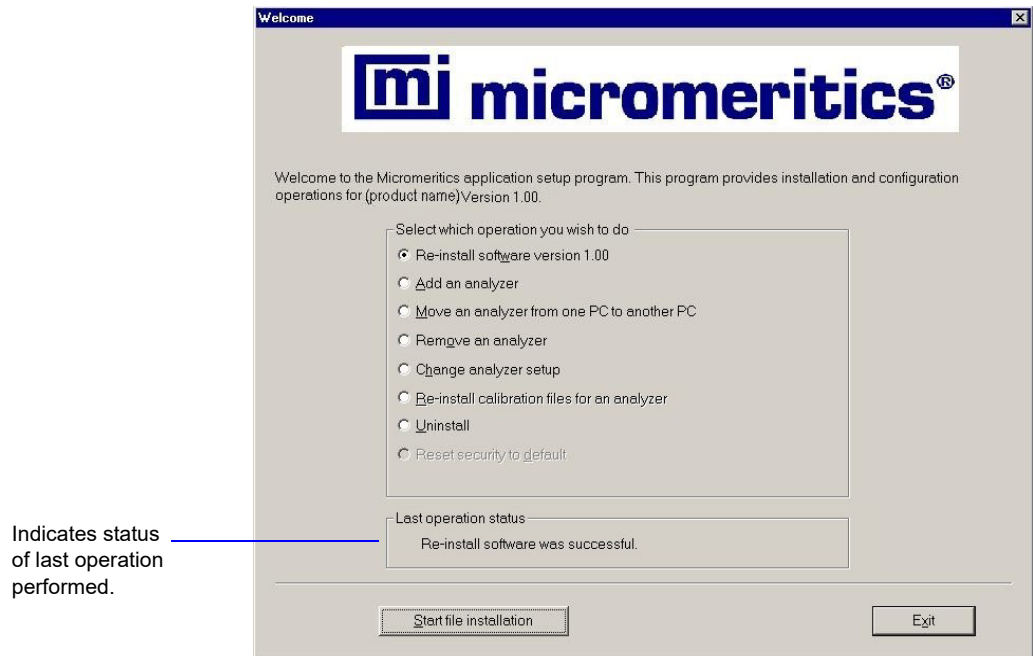 Welcome
mi micromeritics®
Welcome to the Micromeritics application setup program. This program provides installation and configuration
operations for (product name) Version 1.00.
Select which operation you wish to do
Re-install software version 1.00
Add an analyzer
Move an analyzer from one PC to another PC
Remove an analyzer
Change analyzer setup
Re-install calibration files for an analyzer
Uninstall
Reset security to default
Last operation status
Re-install software was successful.
Indicates status
of last operation
performed.
Start file installation
Exit